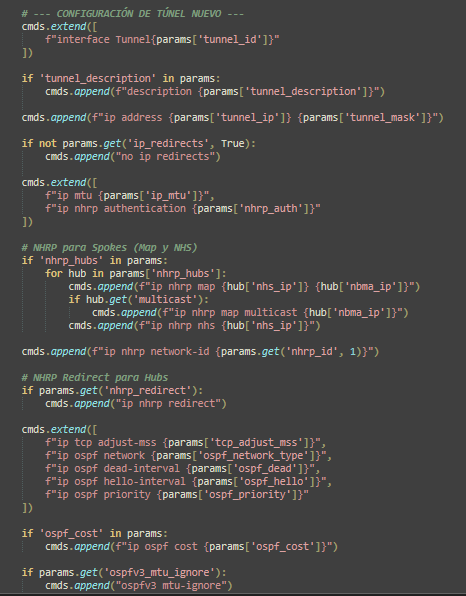 # --- CONFIGURACIÓN DE TÚNEL NUEVO ---
cmds.extend([
f"interface Tunnel{params['tunnel_id']}"
])
if 'tunnel_description' in params:
cmds.append(f"description {params['tunnel_description']}")
cmds.append(f"ip address {params['tunnel_ip']} {params['tunnel_mask']}")
if not params.get('ip_redirects', True):
cmds.append("no ip redirects")
cmds.extend([
f"ip mtu {params['ip_mtu']}",
f"ip nhrp authentication {params['nhrp_auth']}"
])
# NHRP para Spokes (Map y NHS)
if 'nhrp_hubs' in params:
for hub in params['nhrp_hubs']:
cmds.append(f"ip nhrp map {hub['nhs_ip']} {hub['nbma_ip']}")
if hub.get('multicast'):
cmds.append(f"ip nhrp map multicast {hub['nbma_ip']}")
cmds.append(f"ip nhrp nhs {hub['nhs_ip']}")
cmds.append(f"ip nhrp network-id {params.get('nhrp_id', 1)}")
# NHRP Redirect para Hubs
if params.get('nhrp_redirect'):
cmds.append("ip nhrp redirect")
cmds.extend([
f"ip tcp adjust-mss {params['tcp_adjust_mss']}",
f"ip ospf network {params['ospf_network_type']}",
f"ip ospf dead-interval {params['ospf_dead']}",
f"ip ospf hello-interval {params['ospf_hello']}",
f"ip ospf priority {params['ospf_priority']}"
])
if 'ospf_cost' in params:
cmds.append(f"ip ospf cost {params['ospf_cost']}")
if params.get('ospfv3_mtu_ignore'):
cmds.append("ospfv3 mtu-ignore")